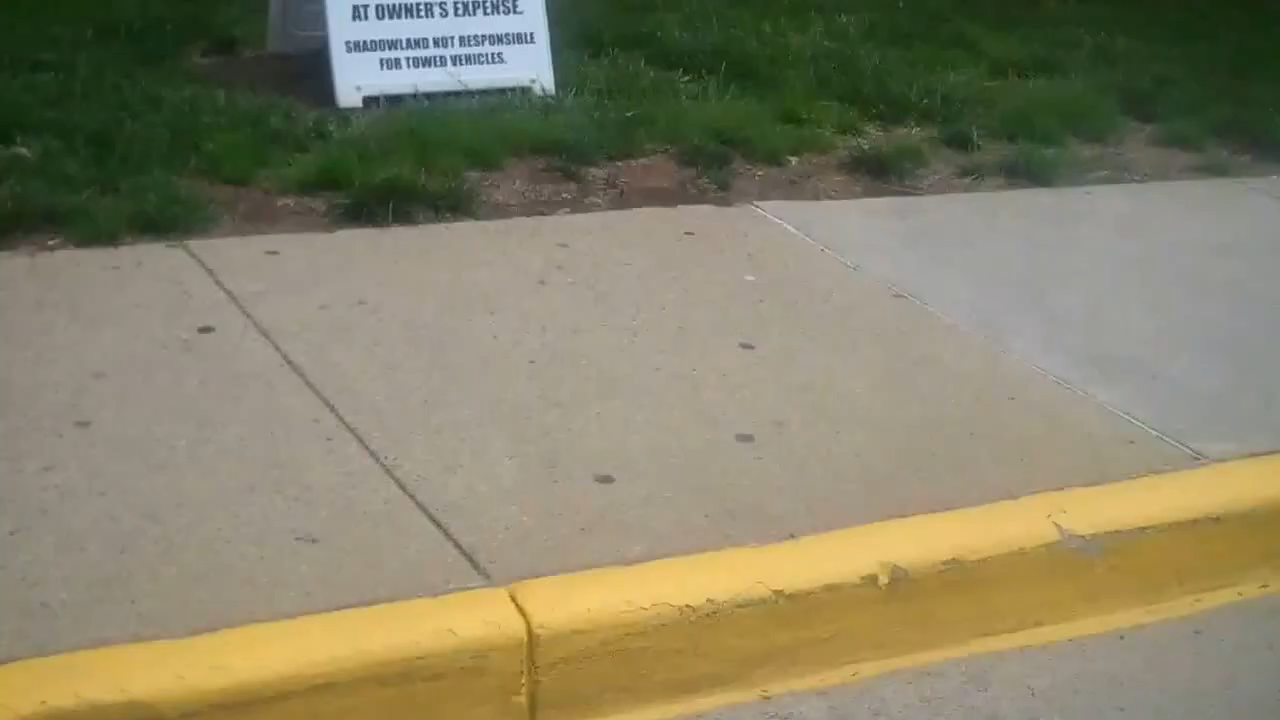 AT OWNER'S EXPENSE.
SHADOWLAND NOT RESPONSIBLE
FOR TOWED VEHICLES.